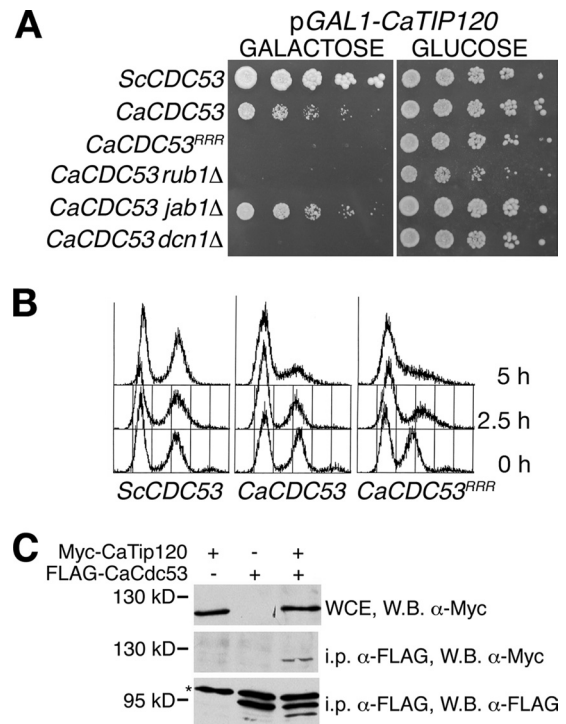 A
pGAL1-CaTIP120
GALACTOSE GLUCOSE
ScCDC53
CaCDC53
CaCDC53RRR
CaCDC53 rub1Δ
CaCDC53 jab1Δ
CaCDC53 dcn1Δ
B
5 h
2.5 h
0 h
ScCDC53 CaCDC53 CaCDC53RRR
C
Myc-CaTip120 + - +
FLAG-CaCdc53 - + +
130 kD WCE, W.B. α-Myc
130 kD i.p. α-FLAG, W.B. α-Myc
*
95 kD i.p. α-FLAG, W.B. α-FLAG